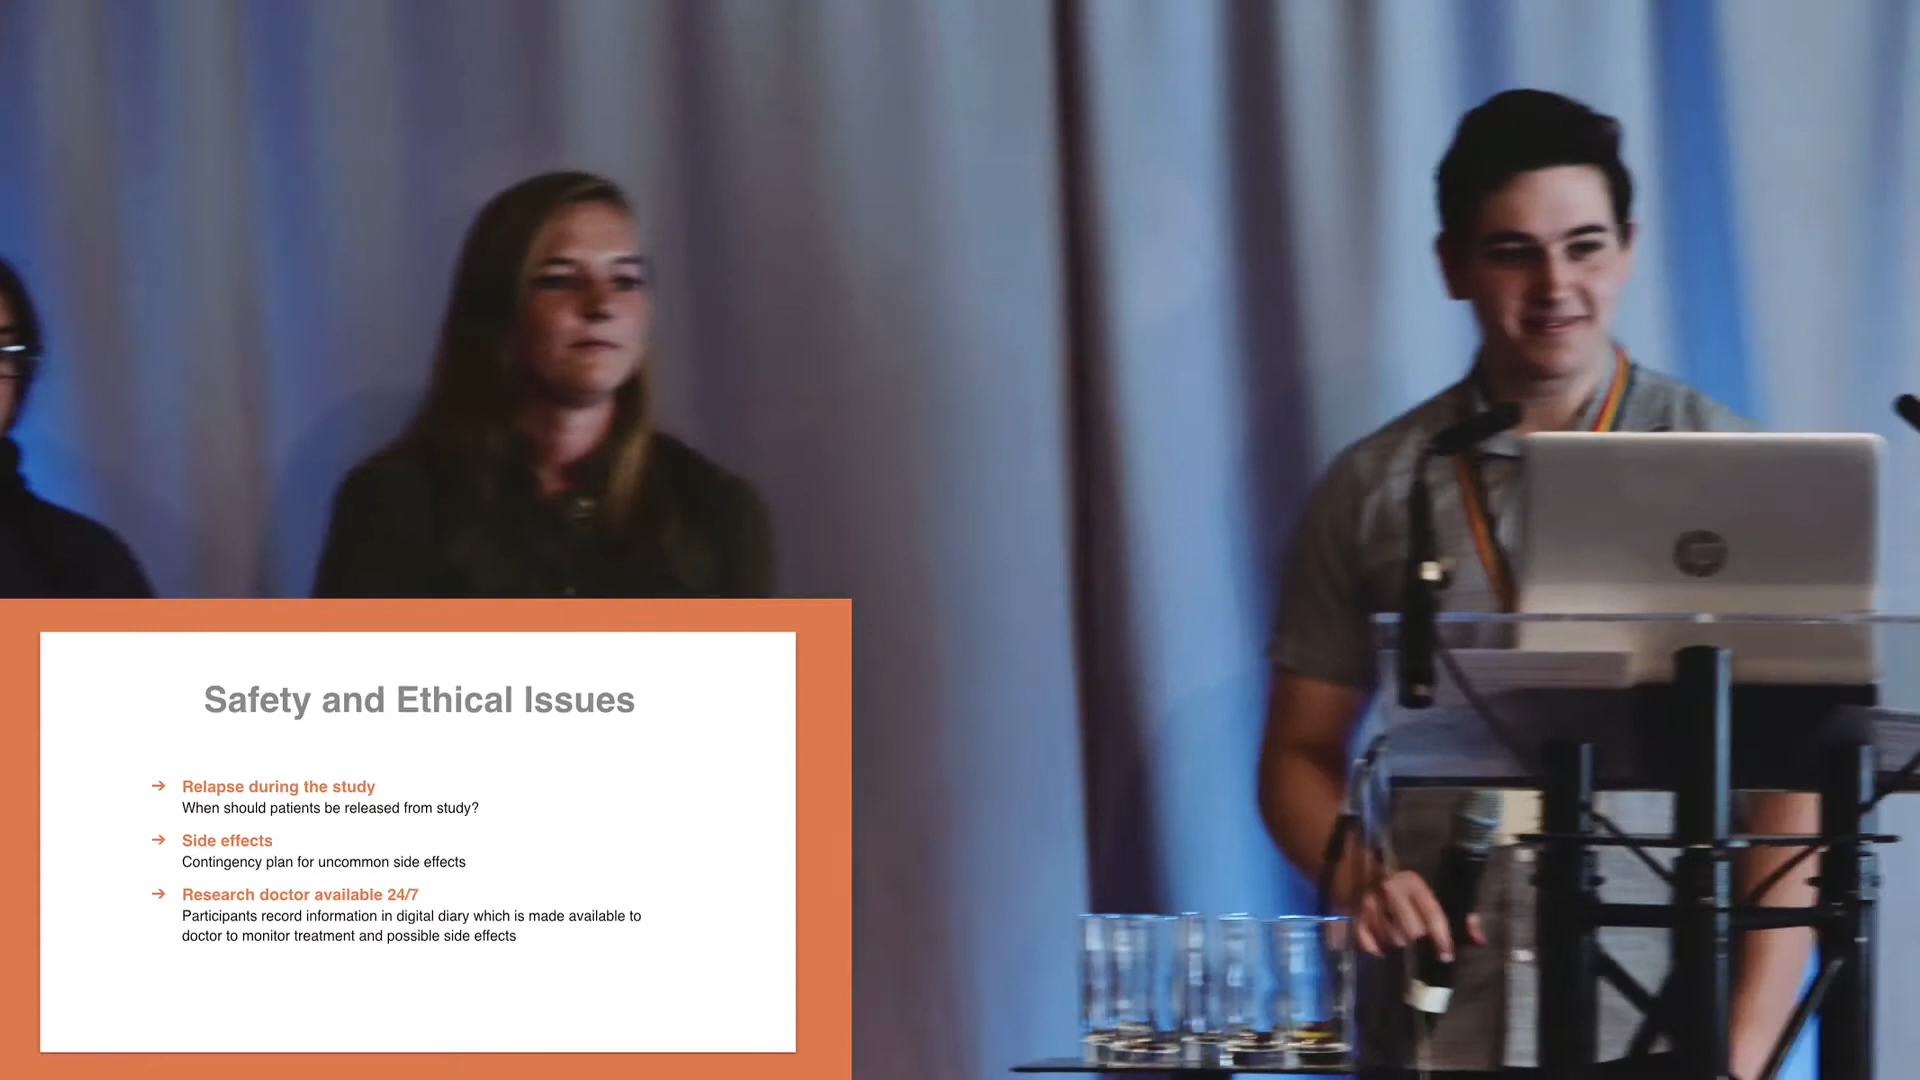 Safety and Ethical Issues
→ Relapse during the study
When should patients be released from study?
→ Side effects
Contingency plan for uncommon side effects
→ Research doctor available 24/7
Participants record information in digital diary which is made available to
doctor to monitor treatment and possible side effects